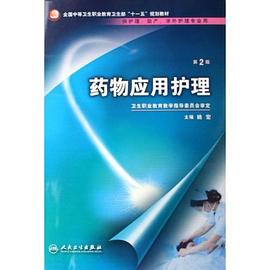 全国中等卫生职业教育卫生部“十一五”规划教材
供护理、助产、涉外护理专业用
第2版
药物应用护理
卫生职业教育教学指导委员会审定
主编 姚宏
人民卫生出版社